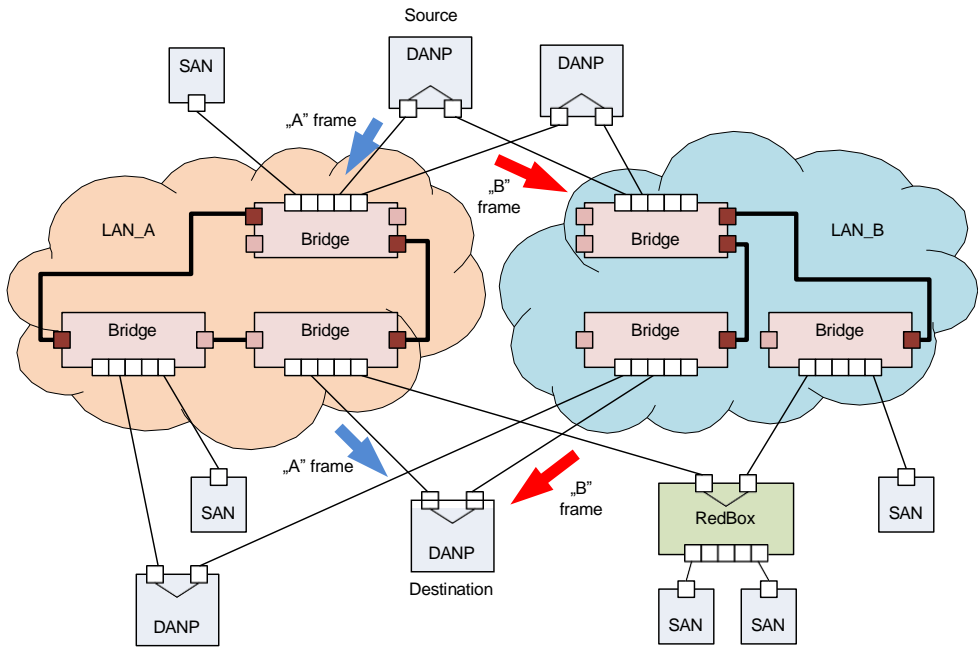 Source
DANP
SAN
DANP
„A” frame
„B”
frame
LAN_A
Bridge
Bridge
LAN_B
Bridge
Bridge
Bridge
Bridge
„A” frame
„B”
frame
SAN
DANP
Destination
RedBox
SAN
DANP
SAN
SAN